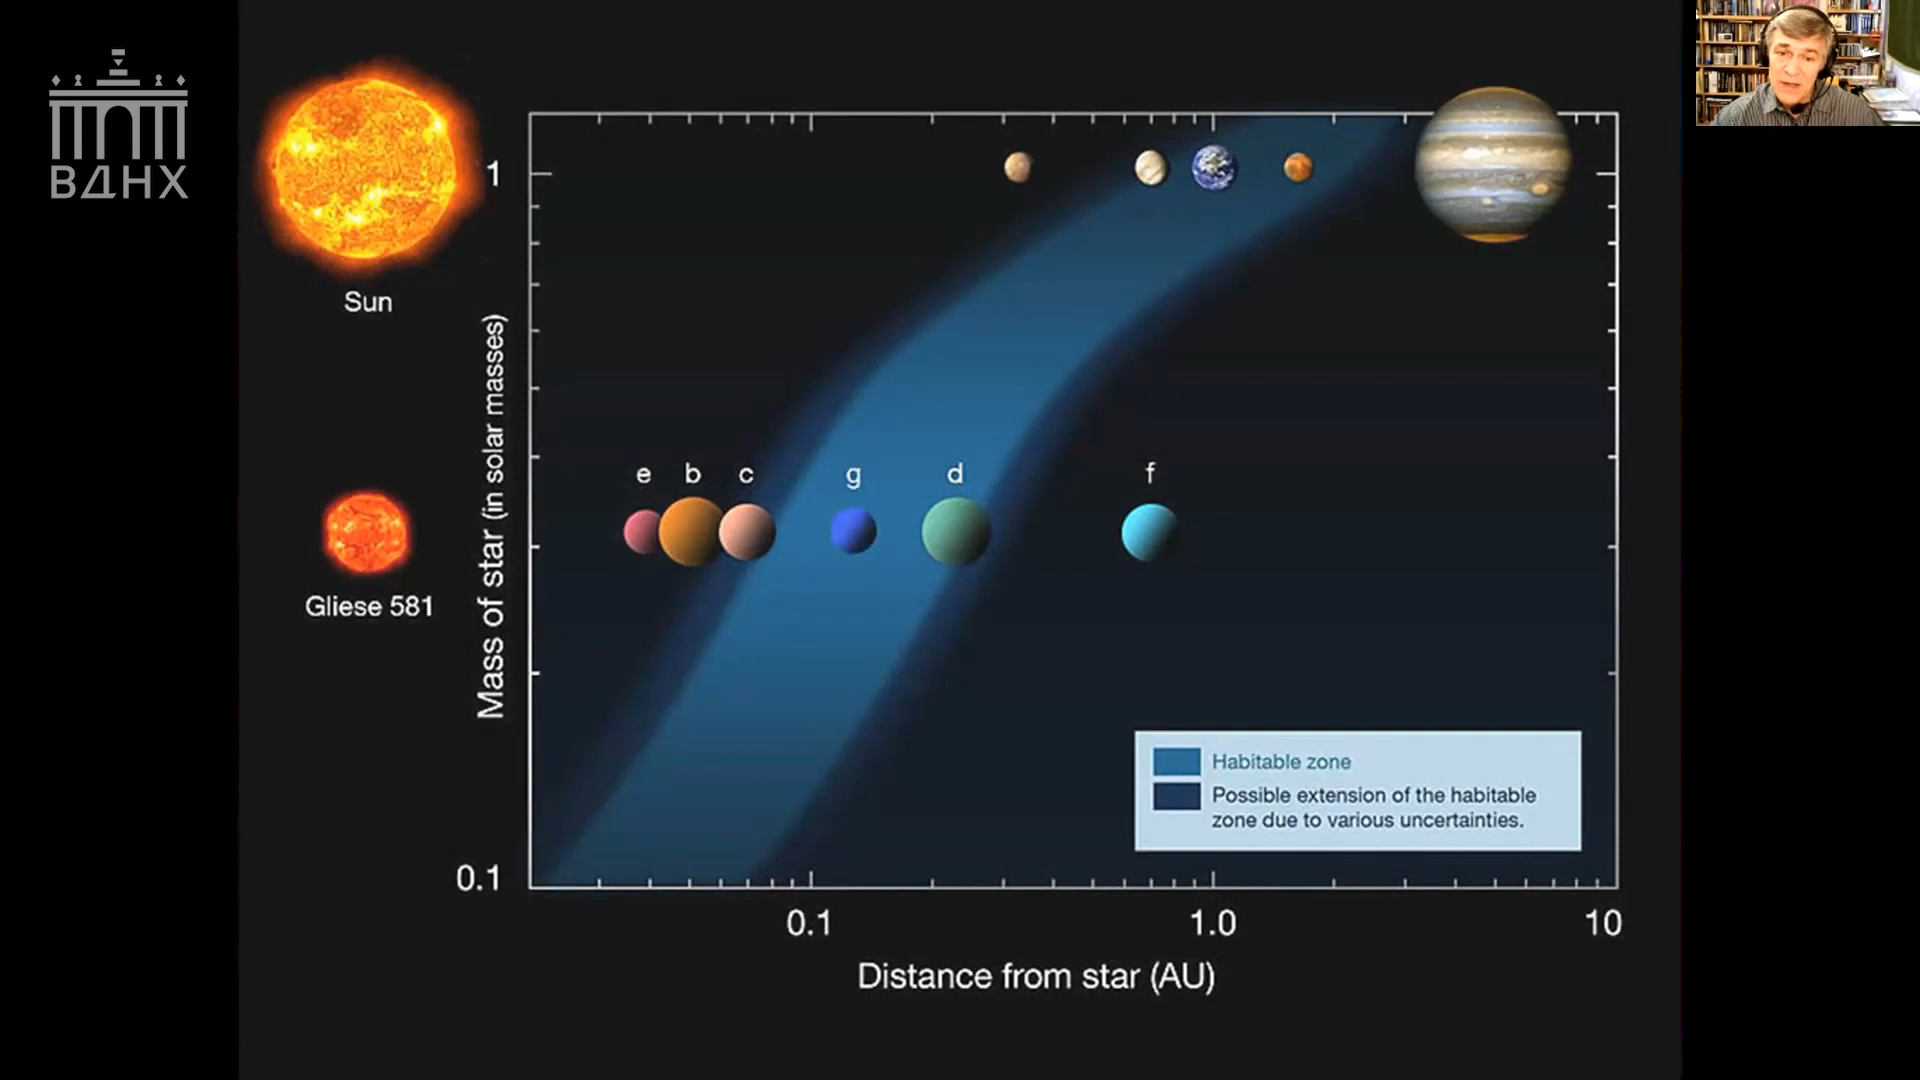 ВДНХ
Sun
Gliese 581
Mass of star (in solar masses)
1
0.1
e b c g d f
Habitable zone
Possible extension of the habitable
zone due to various uncertainties.
0.1 1.0 10
Distance from star (AU)